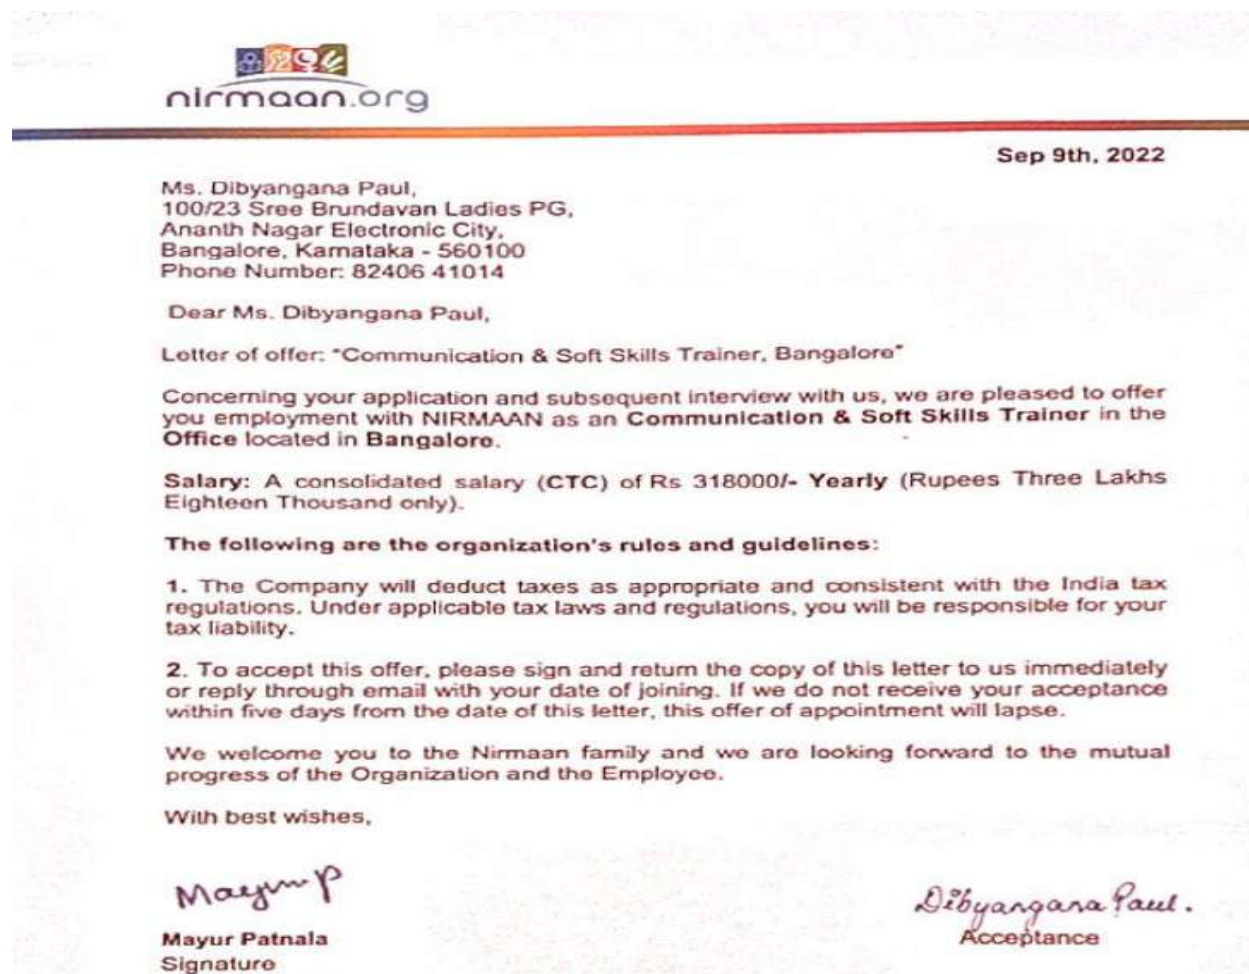 nirmaan.org
Sep 9th, 2022
Ms. Dibyangana Paul,
100/23 Sree Brundavan Ladies PG,
Ananth Nagar Electronic City,
Bangalore, Karnataka - 560100
Phone Number: 82406 41014
Dear Ms. Dibyangana Paul,
Letter of offer: "Communication & Soft Skills Trainer, Bangalore"
Concerning your application and subsequent interview with us, we are pleased to offer
you employment with NIRMAAN as an Communication & Soft Skills Trainer in the
Office located in Bangalore.
Salary: A consolidated salary (CTC) of Rs 318000/- Yearly (Rupees Three Lakhs
Eighteen Thousand only).
The following are the organization's rules and guidelines:
1. The Company will deduct taxes as appropriate and consistent with the India tax
regulations. Under applicable tax laws and regulations, you will be responsible for your
tax liability.
2. To accept this offer, please sign and return the copy of this letter to us immediately
or reply through email with your date of joining. If we do not receive your acceptance
within five days from the date of this letter, this offer of appointment will lapse.
We welcome you to the Nirmaan family and we are looking forward to the mutual
progress of the Organization and the Employee.
With best wishes,
Mayur P
Dibyangana Paul.
Mayur Patnala
Acceptance
Signature